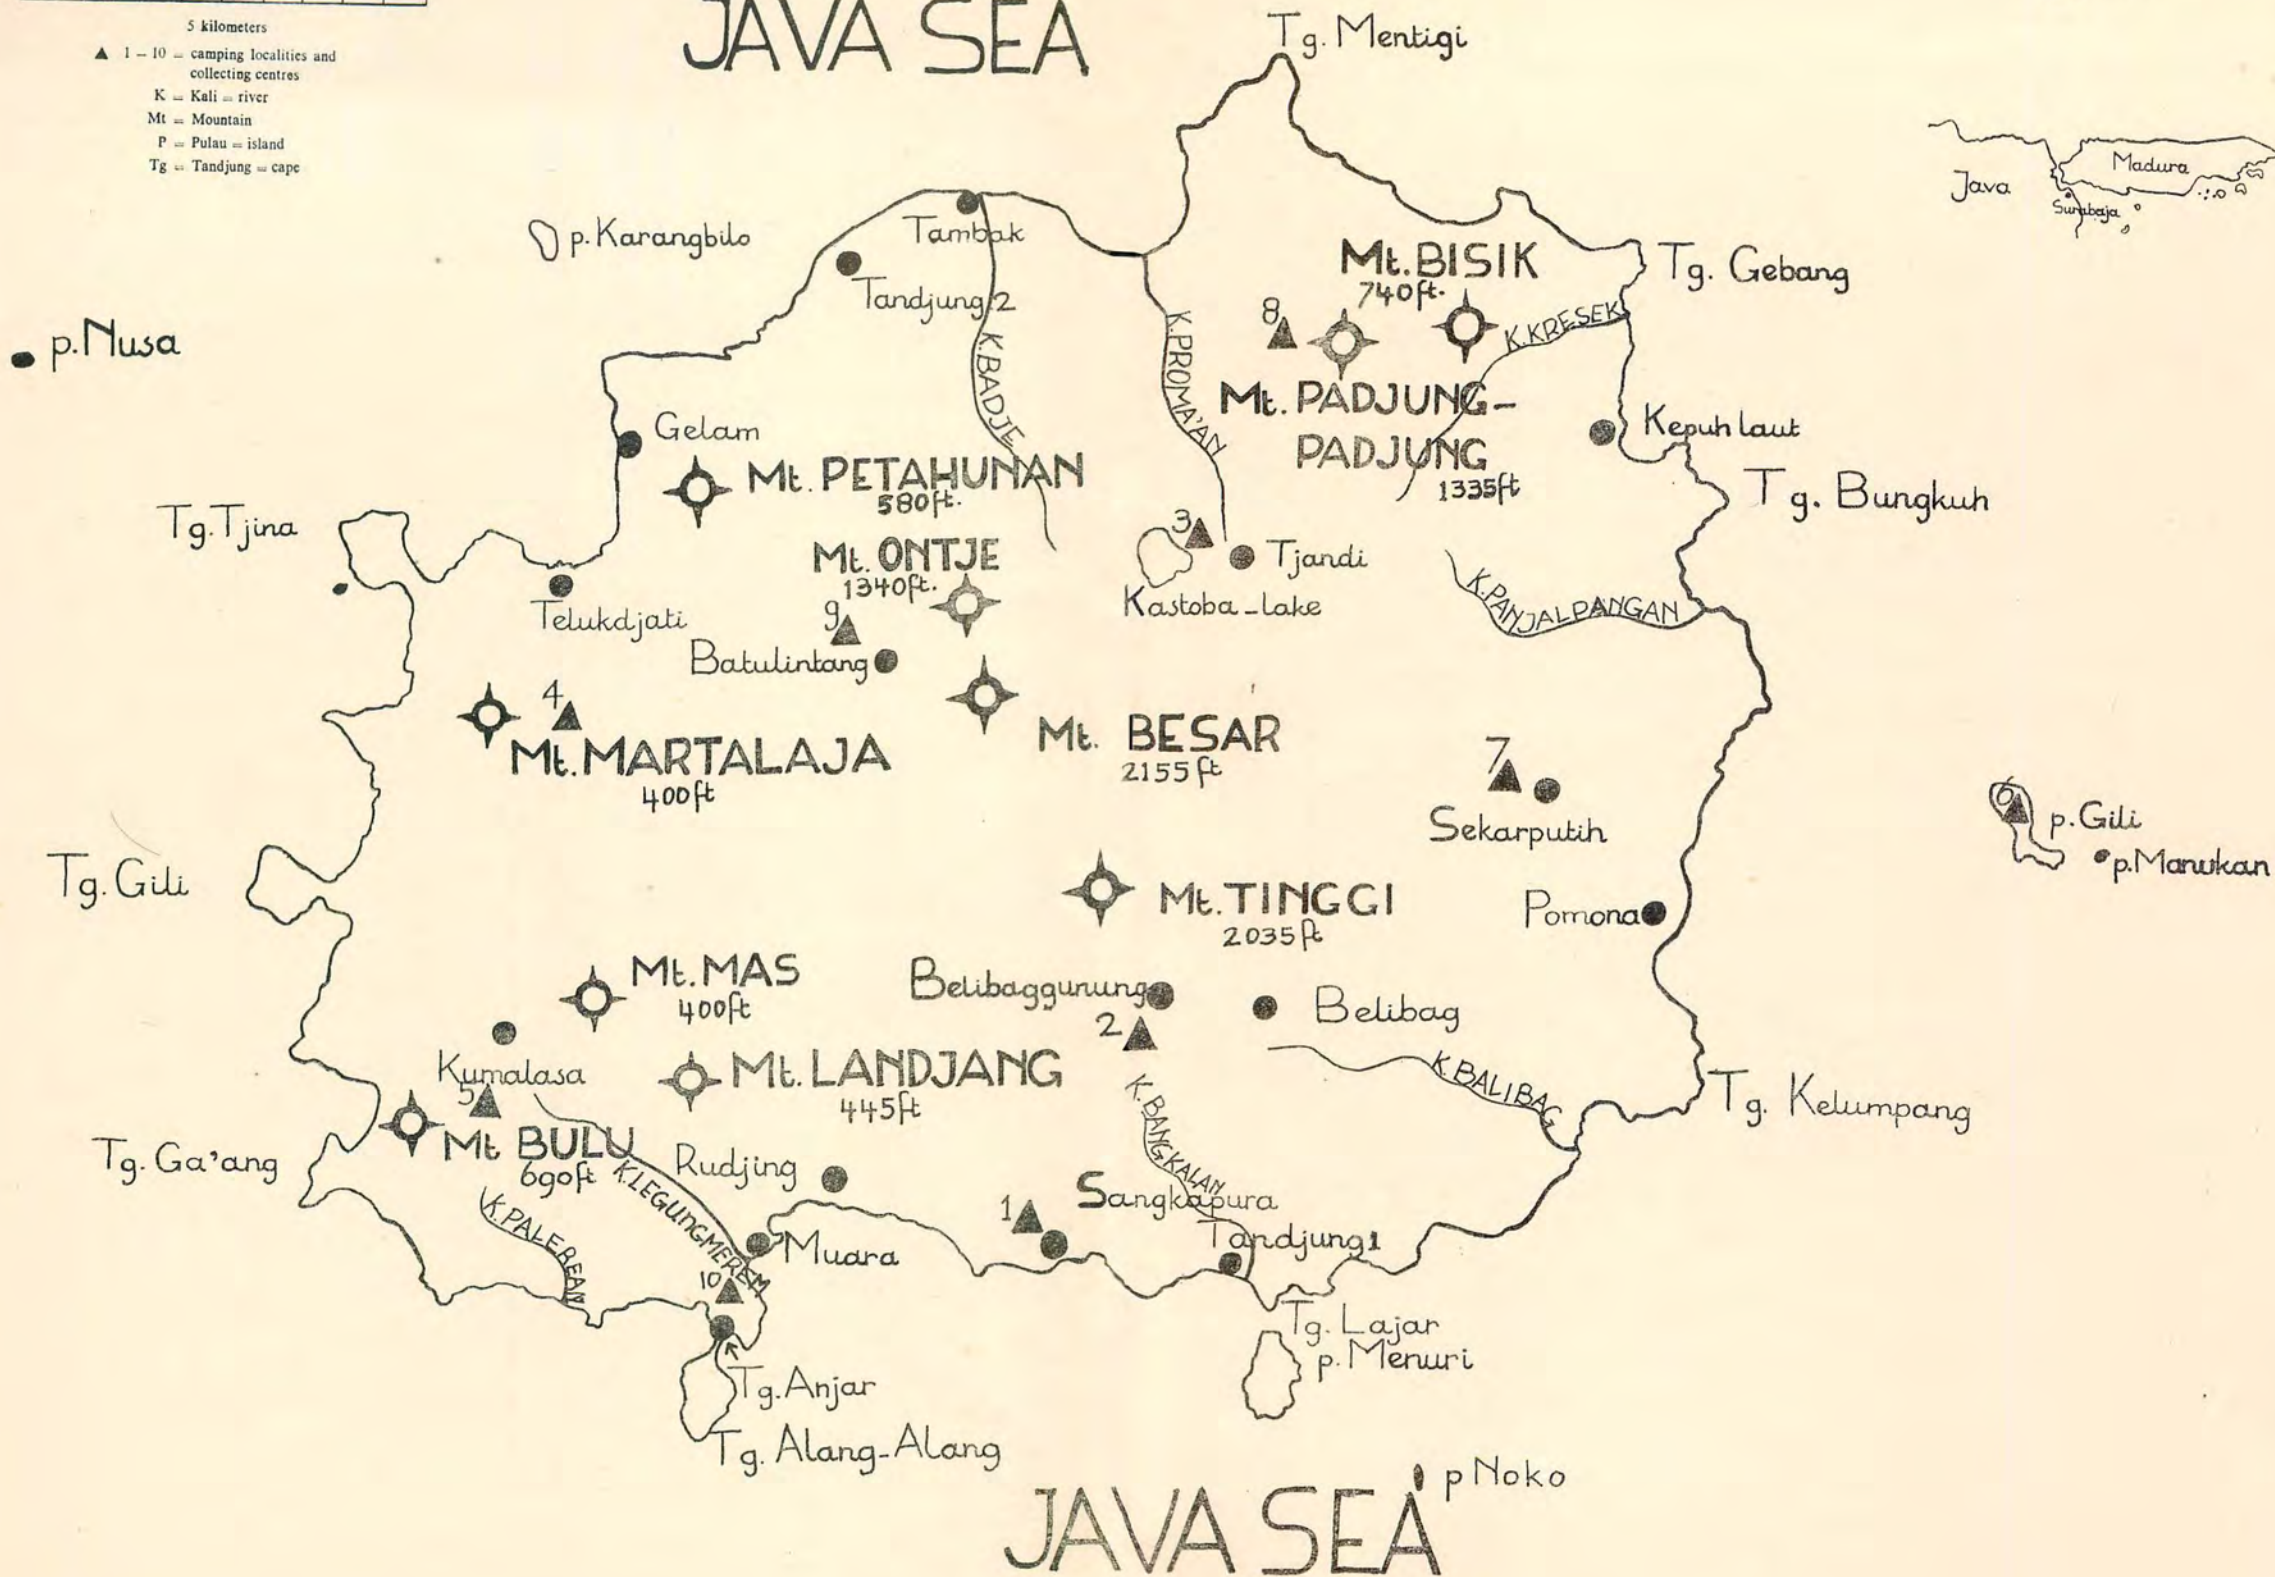 5 kilometers
▲ 1 – 10 = camping localities and
collecting centres
K = Kali = river
Mt = Mountain
P = Pulau = island
Tg = Tandjung = cape
JAVA SEA
Tg. Mentigi
Java
Madura
Surabaja
p. Karangbilo
Tambak
Tandjung 2
K.BADJE
K.PROMA'AN
Mt. BISIK
740ft.
8
K.KRESEK
Tg. Gebang
p. Nusa
Mt. PADJUNG-
PADJUNG
1335ft
Kepuh laut
Gelam
Mt. PETAHUNAN
580ft.
Tg. Bungkuh
Tg. Tjina
3
Tjandi
Kastoba-lake
Mt. ONTJE
1340ft.
K.PANJALPANGAN
Telukdjati
9
Batulintang
4
Mt. MARTALAJA
400ft
Mt. BESAR
2155ft
7
Sekarputih
6
p. Gili
p. Manukan
Tg. Gili
Mt. TINGGI
2035ft
Pomona
Mt. MAS
400ft
Belibaggunung
2
Belibag
Kumalasa
5
Mt. LANDJANG
445ft
K.BALIBAG
Tg. Kelumpang
K.BANGKALAN
Mt BULU
690ft
Tg. Ga'ang
K.LEGUNGMEREM
Rudjing
K.PALEBEAN
1
Sangkapura
Tandjung1
Muara
10
Tg. Lajar
p. Menuri
Tg. Anjar
Tg. Alang-Alang
p Noko
JAVA SEA